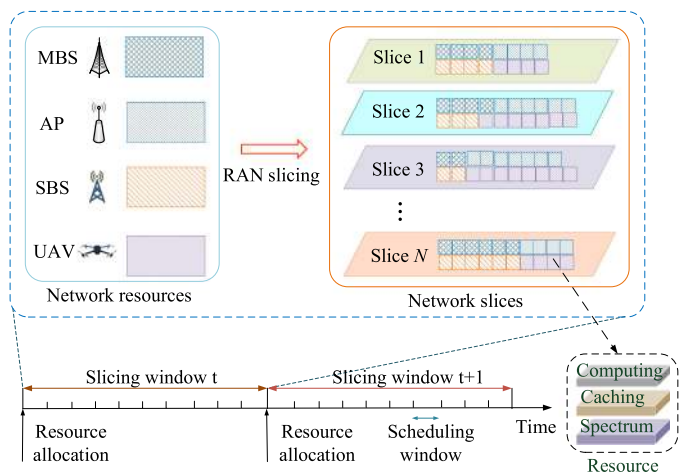 MBS
AP
SBS
UAV
Network resources
RAN slicing
Slice 1
Slice 2
Slice 3
⋮
Slice N
Network slices
Slicing window t
Slicing window t+1
Resource
allocation
Resource
allocation
Scheduling
window
Time
Computing
Caching
Spectrum
Resource